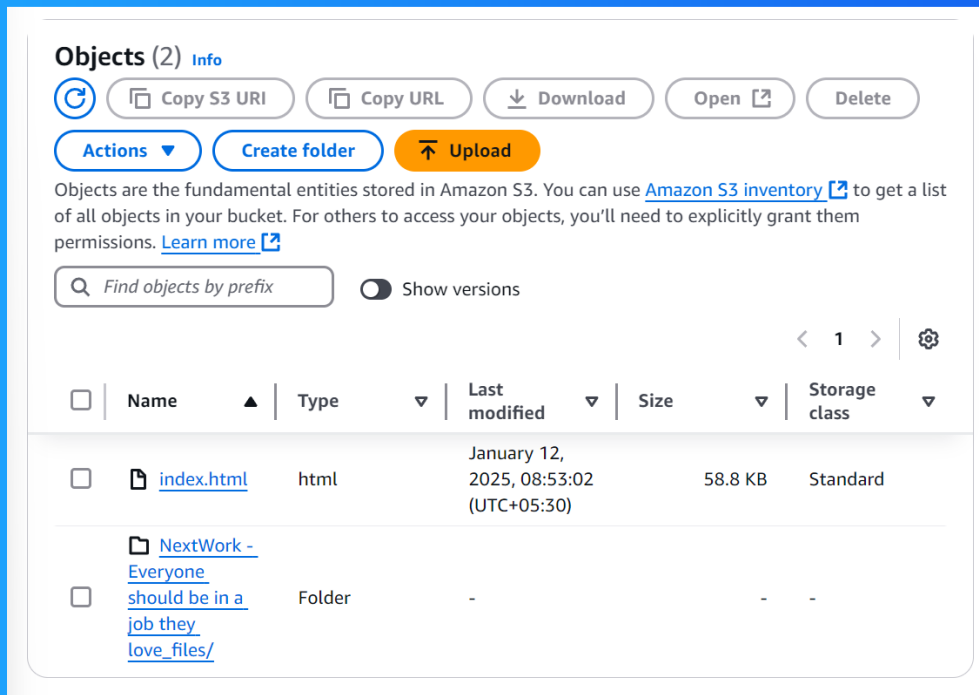 Objects (2) Info
Copy S3 URI Copy URL Download Open Delete
Actions Create folder Upload
Objects are the fundamental entities stored in Amazon S3. You can use Amazon S3 inventory to get a list
of all objects in your bucket. For others to access your objects, you’ll need to explicitly grant them
permissions. Learn more
Find objects by prefix Show versions
1
Name Type Last modified Size Storage class
index.html html January 12, 2025, 08:53:02 (UTC+05:30) 58.8 KB Standard
NextWork -
Everyone
should be in a
job they
love_files/
Folder - - -